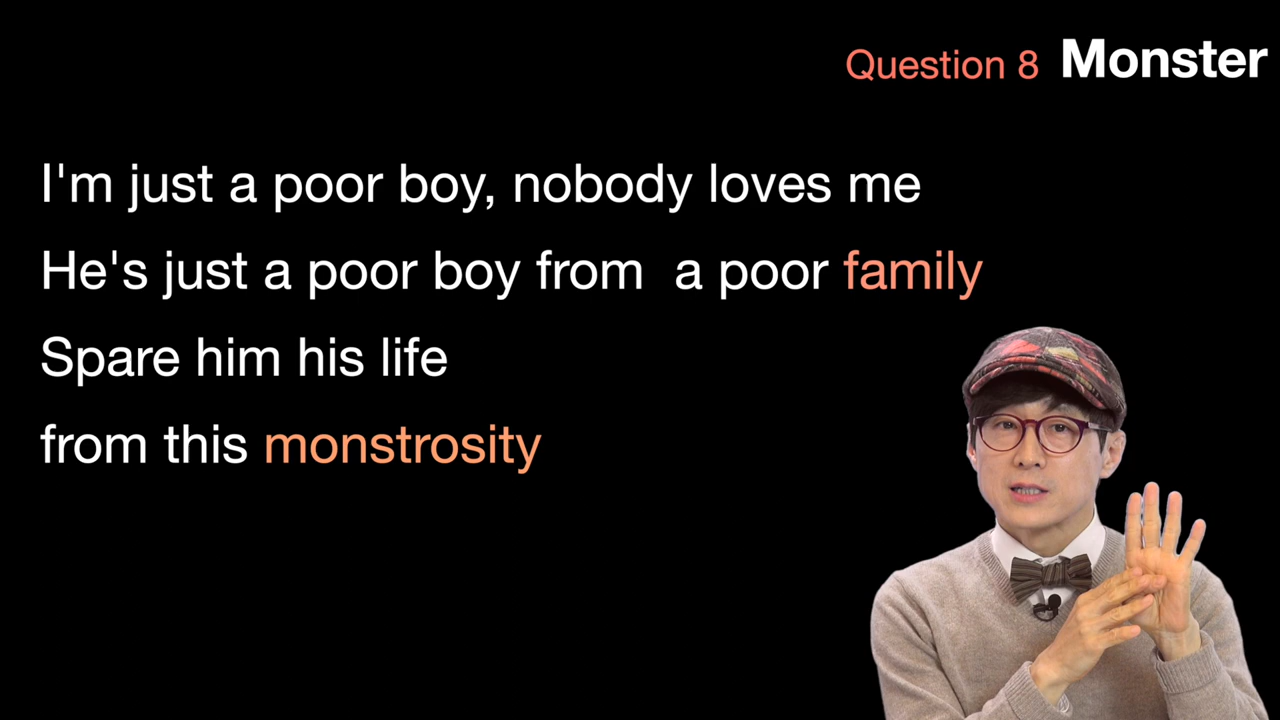 Question 8 Monster
I'm just a poor boy, nobody loves me
He's just a poor boy from  a poor family
Spare him his life
from this monstrosity